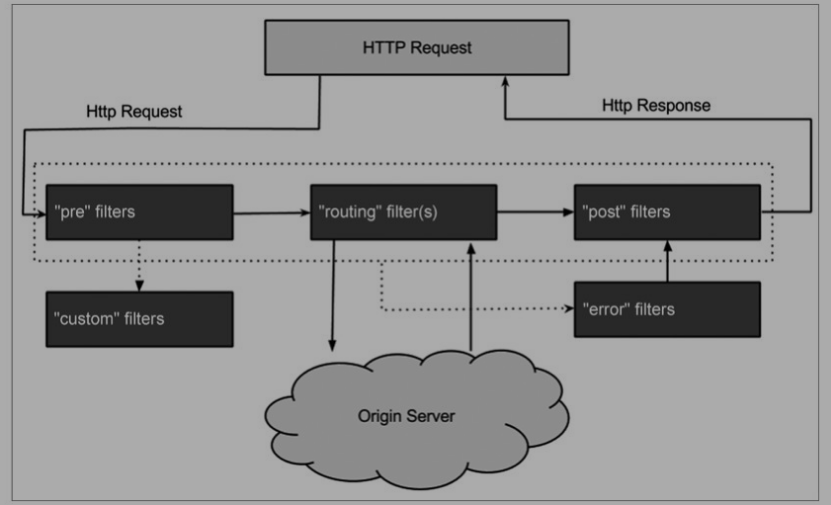 HTTP Request
Http Request
Http Response
"pre" filters
"routing" filter(s)
"post" filters
"custom" filters
"error" filters
Origin Server